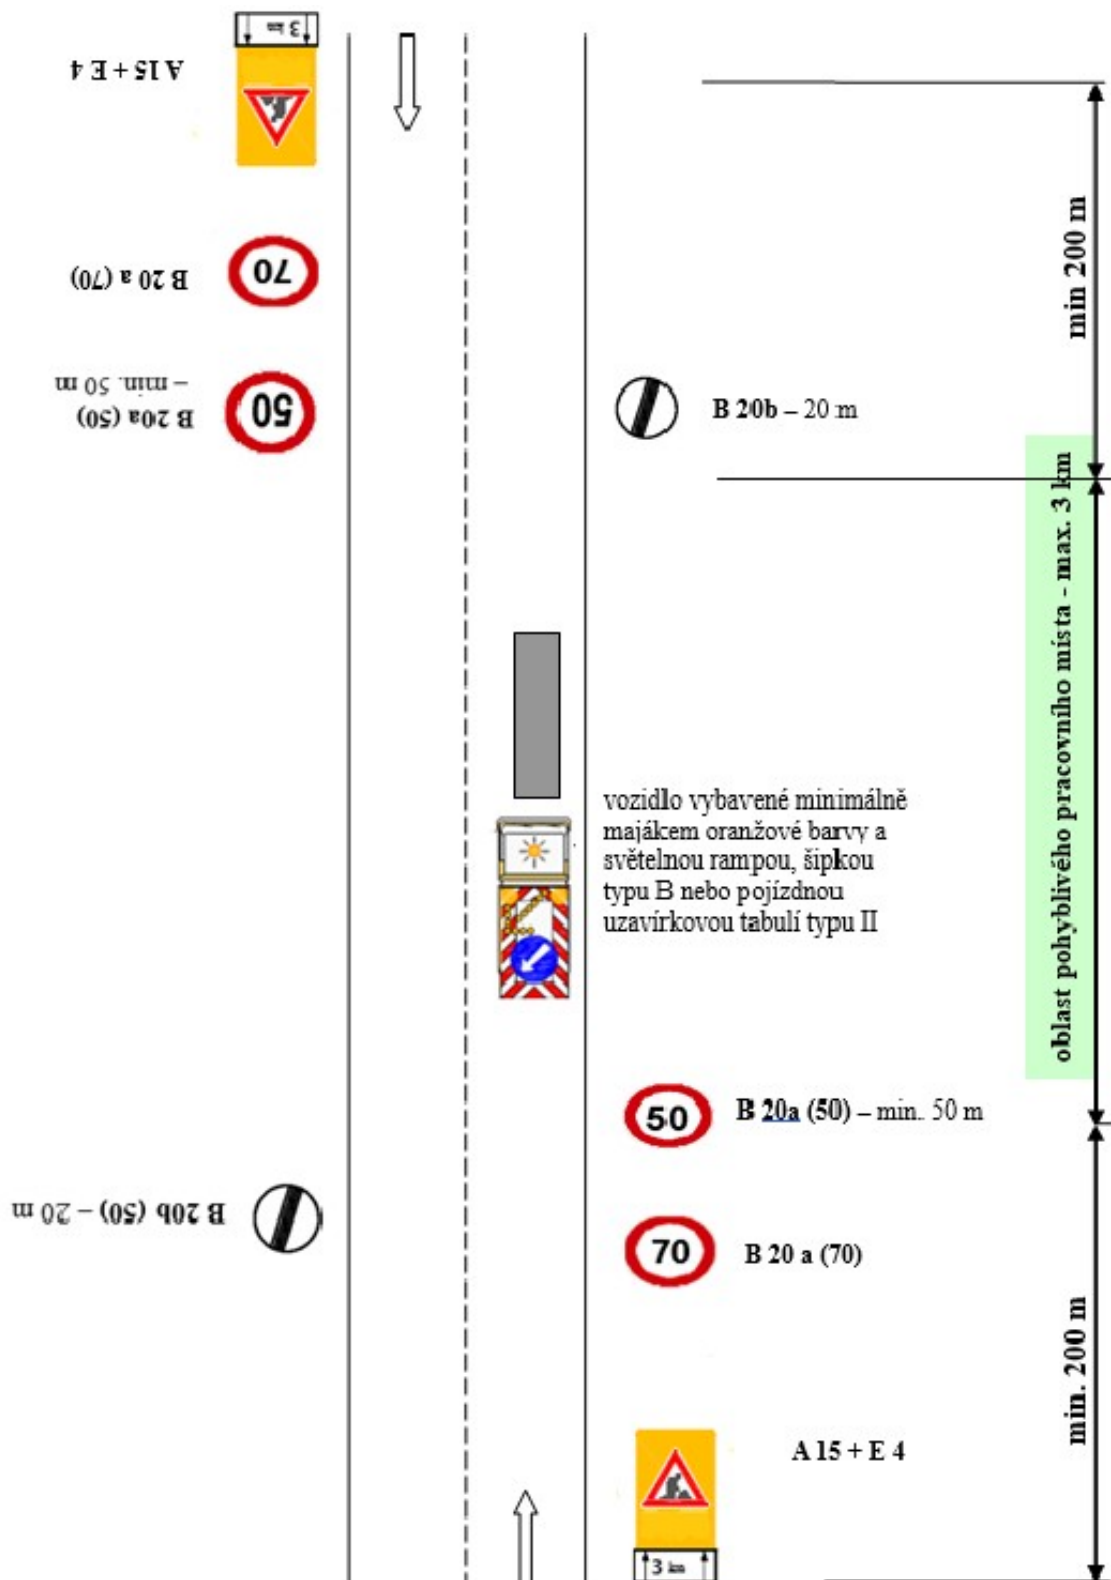 3 km
A 15 + E 4
70
B 20 a (70)
50
B 20a (50)
– min. 50 m
B 20b – 20 m
min 200 m
oblast pohyblivého pracovního místa - max. 3 km
vozidlo vybavené minimálně
majákem oranžové barvy a
světelnou rampou, šipkou
typu B nebo pojízdnou
uzavírkovou tabulí typu II
50
B 20a (50) – min. 50 m
B 20b (50) – 20 m
70
B 20 a (70)
min. 200 m
A 15 + E 4
3 km